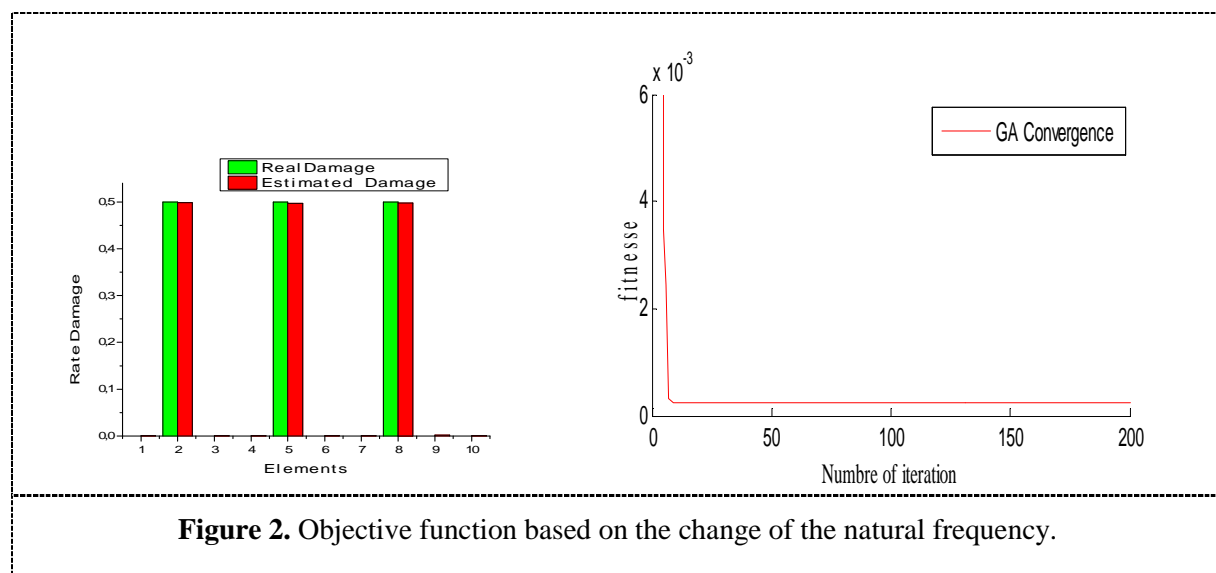 Real Damage
Estimated Damage
0,5
0,4
0,3
0,2
0,1
0,0
Rate Damage
1 2 3 4 5 6 7 8 9 10
Elements
x 10^-3
6
4
2
0
fitnesse
GA Convergence
0 50 100 150 200
Numbre of iteration
Figure 2. Objective function based on the change of the natural frequency.